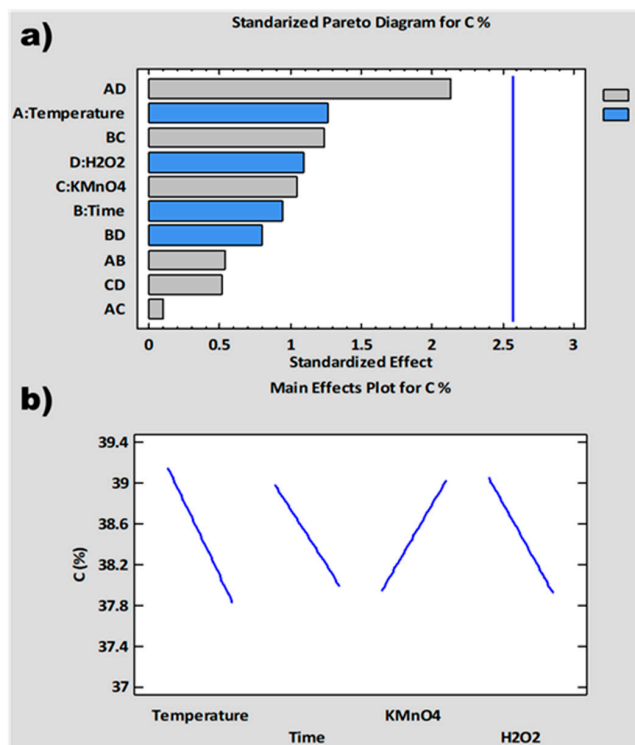 a)
Standarized Pareto Diagram for C %
AD
A:Temperature
BC
D:H2O2
C:KMnO4
B:Time
BD
AB
CD
AC
0 0.5 1 1.5 2 2.5 3
Standardized Effect
b)
Main Effects Plot for C %
39.4
39
38.6
38.2
37.8
37.4
37
C (%)
Temperature
Time
KMnO4
H2O2